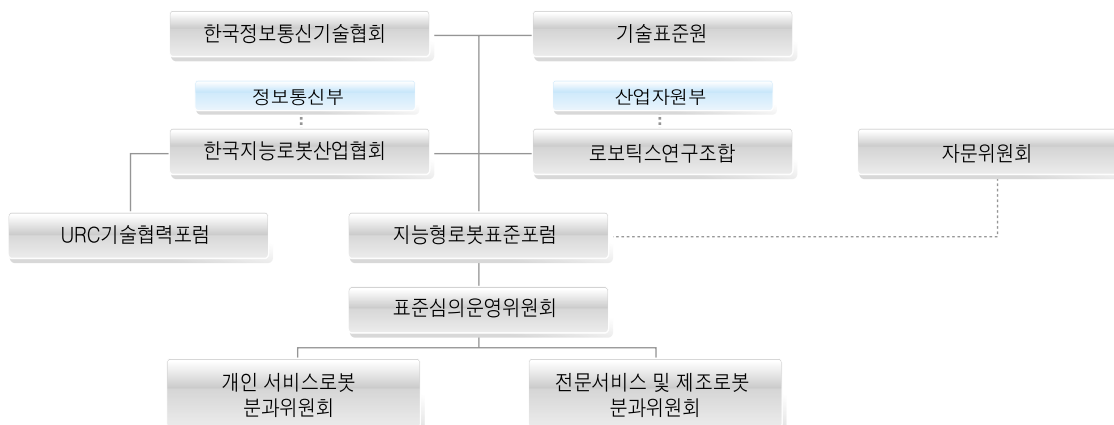 한국정보통신기술협회
기술표준원
정보통신부
산업자원부
한국지능로봇산업협회
로보틱스연구조합
자문위원회
URC기술협력포럼
지능형로봇표준포럼
표준심의운영위원회
개인 서비스로봇
분과위원회
전문서비스 및 제조로봇
분과위원회